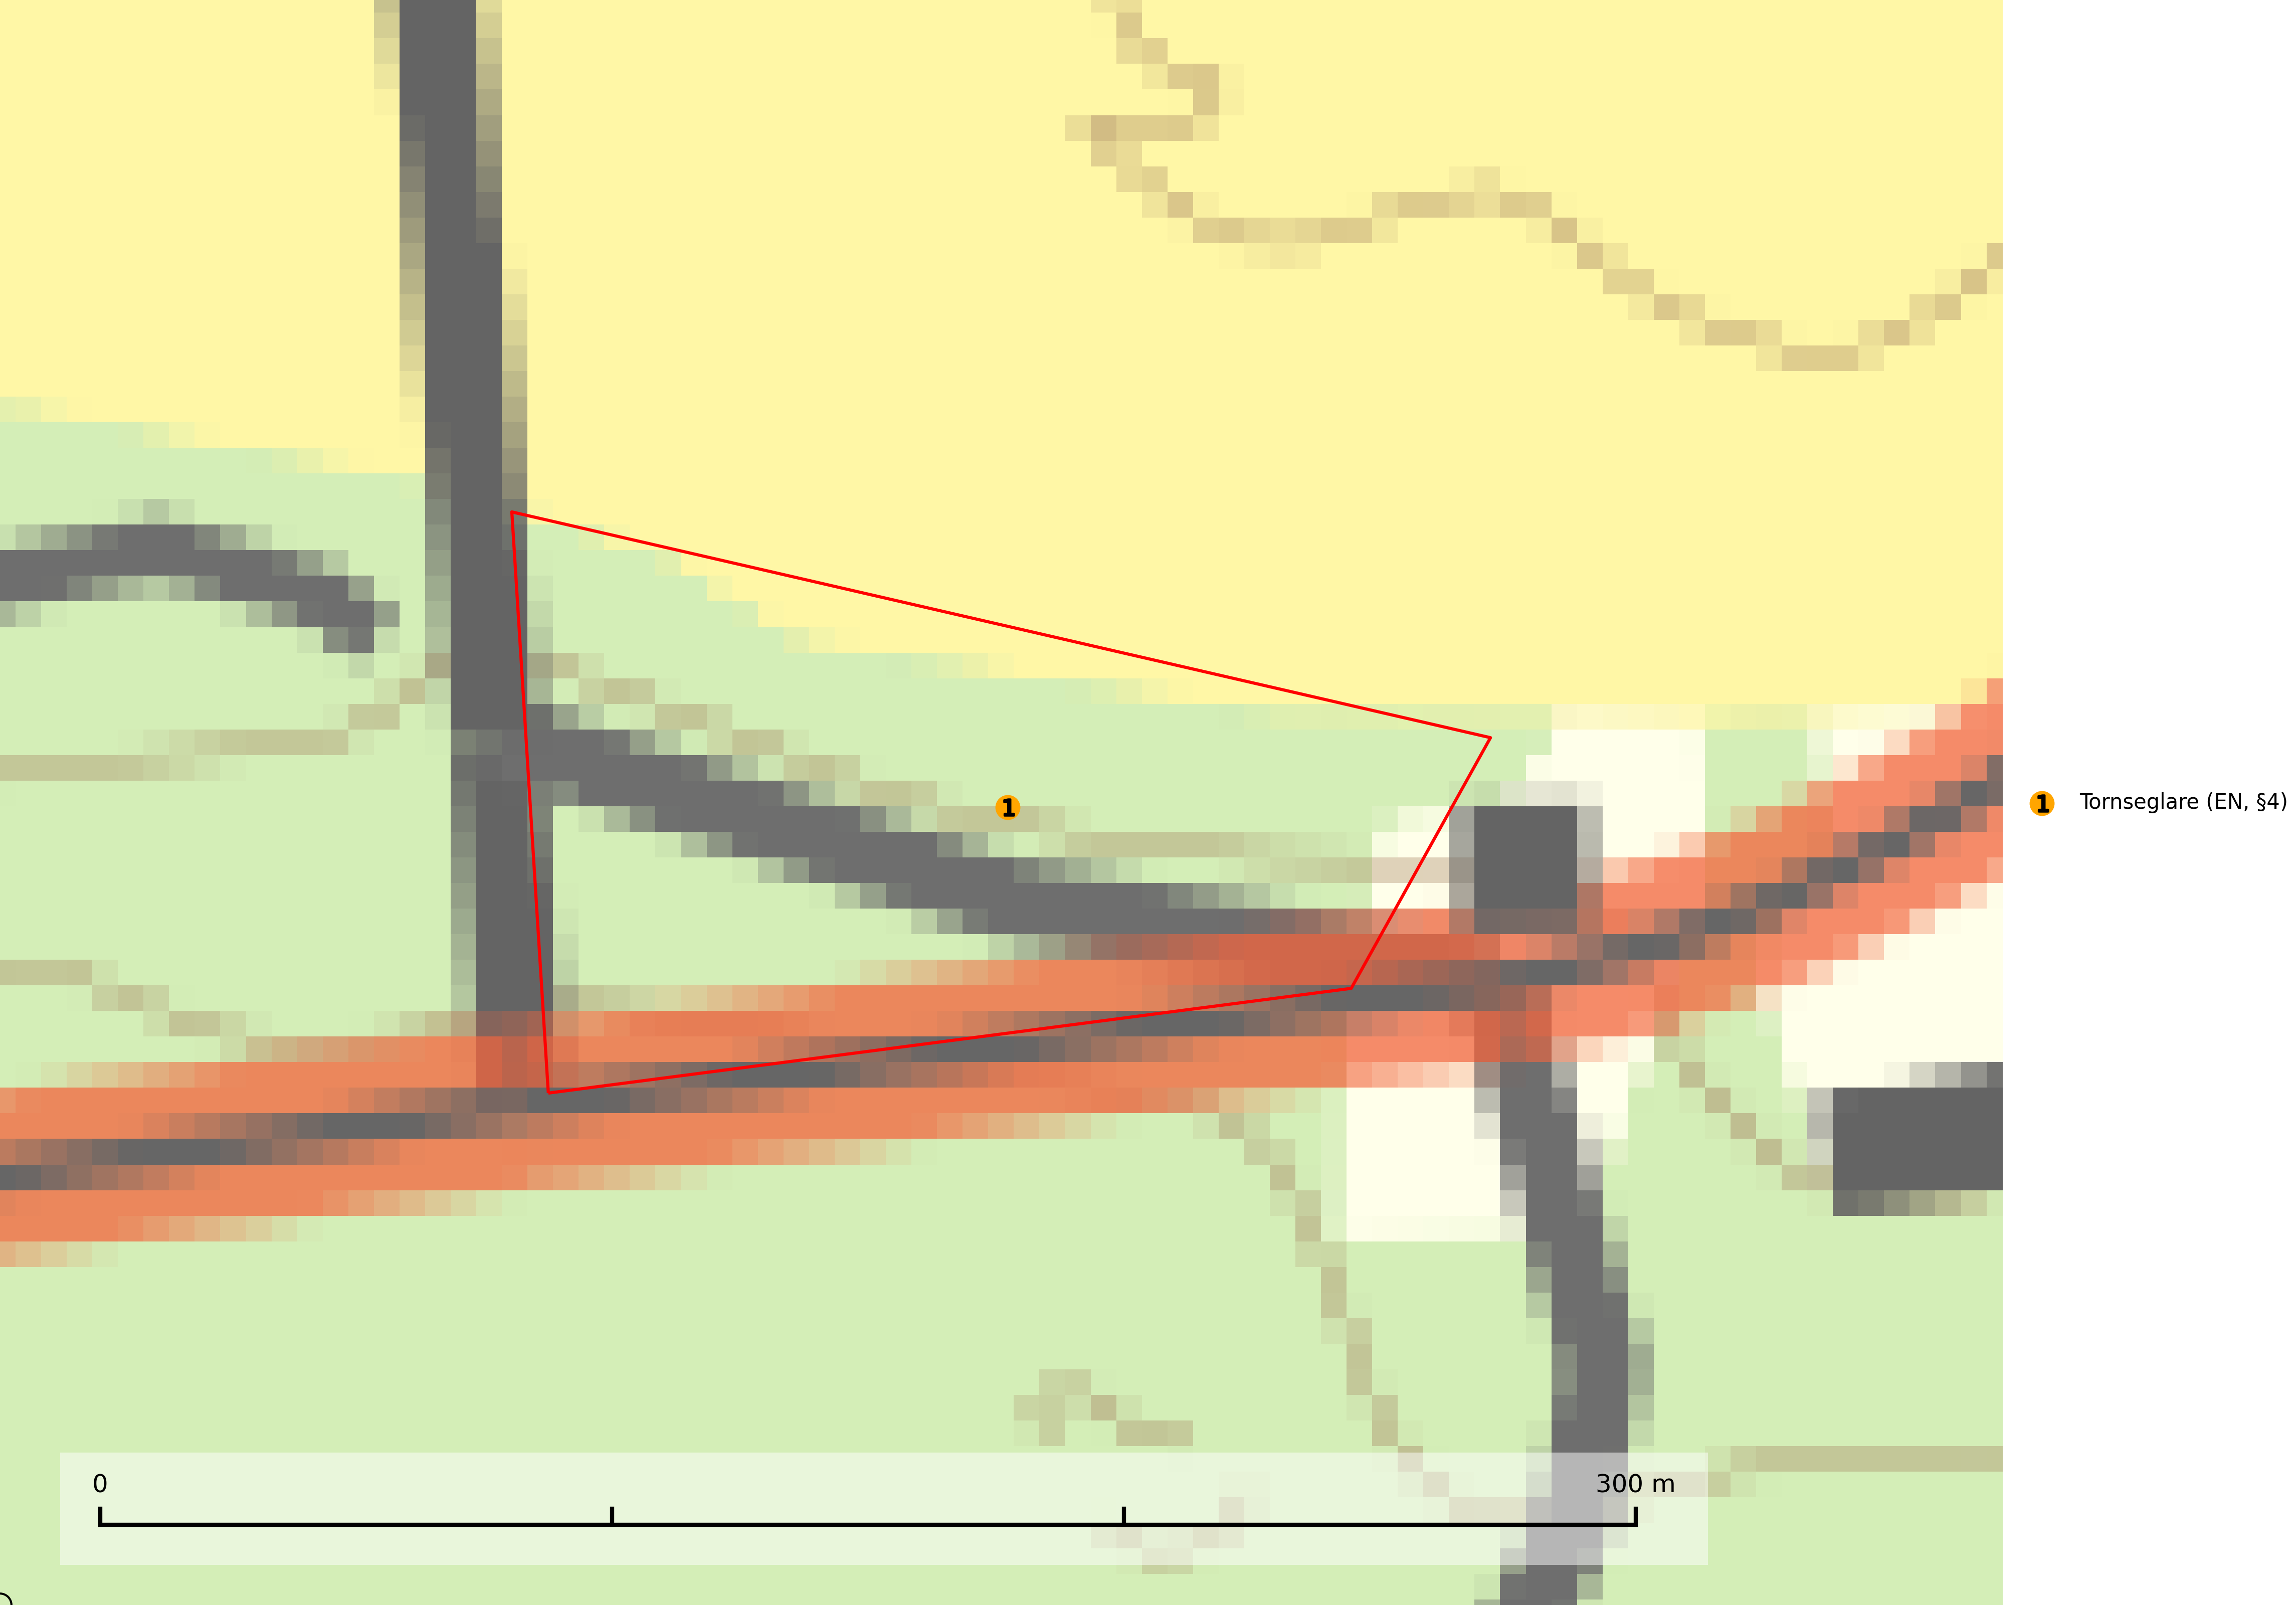 1
1 Tornseglare (EN, §4)
0 300 m